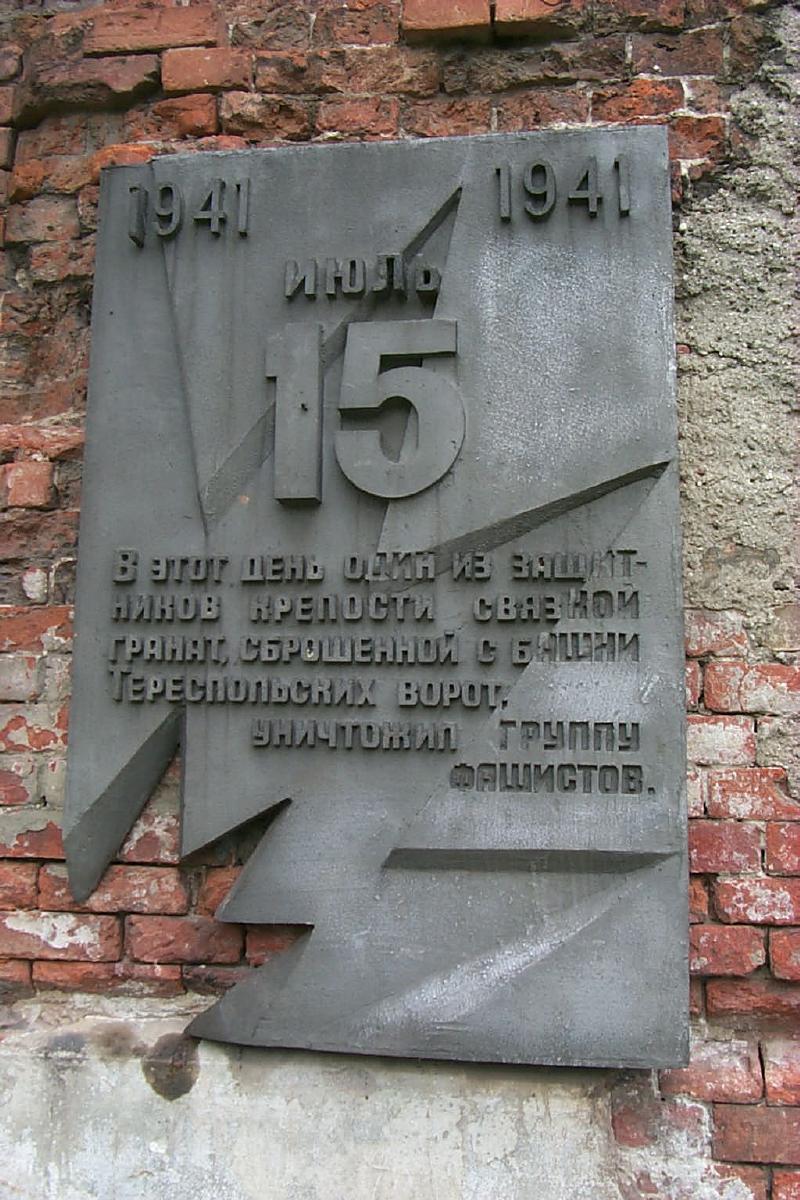 1941 1941
ИЮЛЬ
15
В ЭТОТ ДЕНЬ ОДИН ИЗ ЗАЩИТ-
НИКОВ КРЕПОСТИ СВЯЗКОЙ
ГРАНАТ, СБРОШЕННОЙ С БАШНИ
ТЕРЕСПОЛЬСКИХ ВОРОТ,
УНИЧТОЖИЛ ГРУППУ
ФАШИСТОВ.